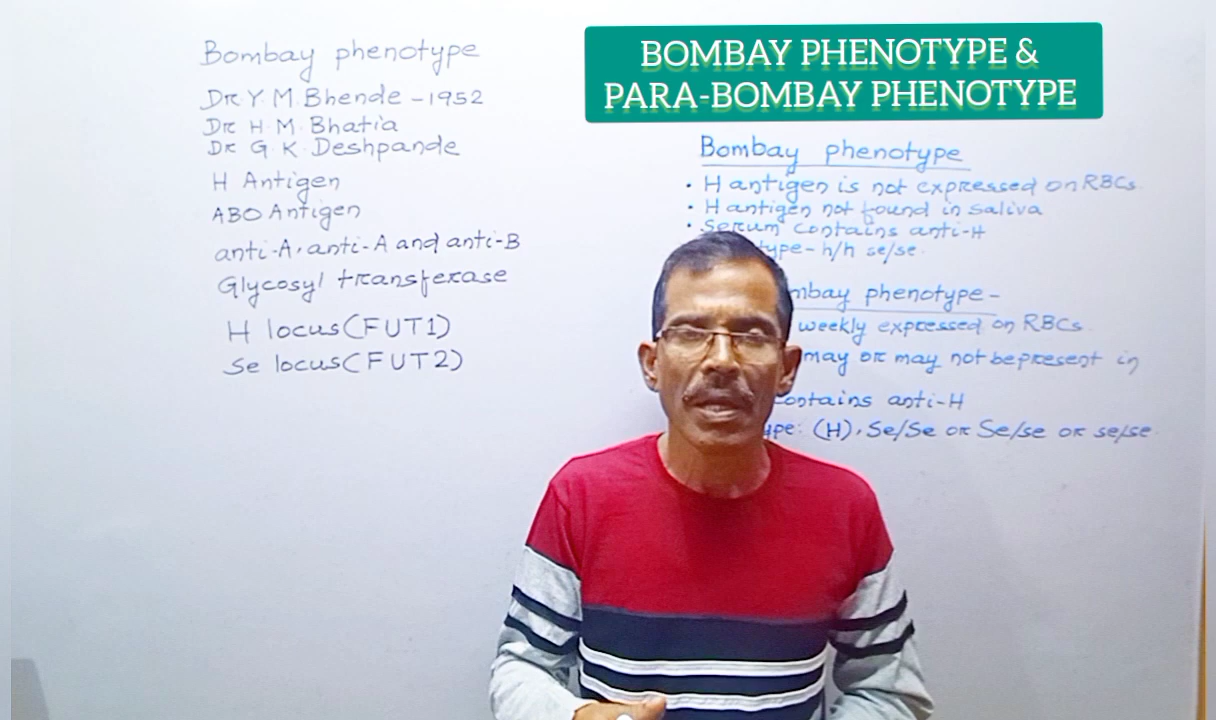 BOMBAY PHENOTYPE &
PARA-BOMBAY PHENOTYPE
Bombay phenotype
Dr Y. M. Bhende - 1952
Dr H. M. Bhatia
Dr G. K. Deshpande
H Antigen
ABO Antigen
anti-A, anti-A and anti-B
Glycosyl transferase
H locus(FUT1)
Se locus(FUT2)
Bombay phenotype
• H antigen is not expressed on RBCs.
• H antigen not found in saliva
• Serum contains anti-H
type- h/h se/se.
mbay phenotype-
weekly expressed on RBCs.
may or may not be present in
contains anti-H
ype: (H), Se/Se or Se/se or se/se.